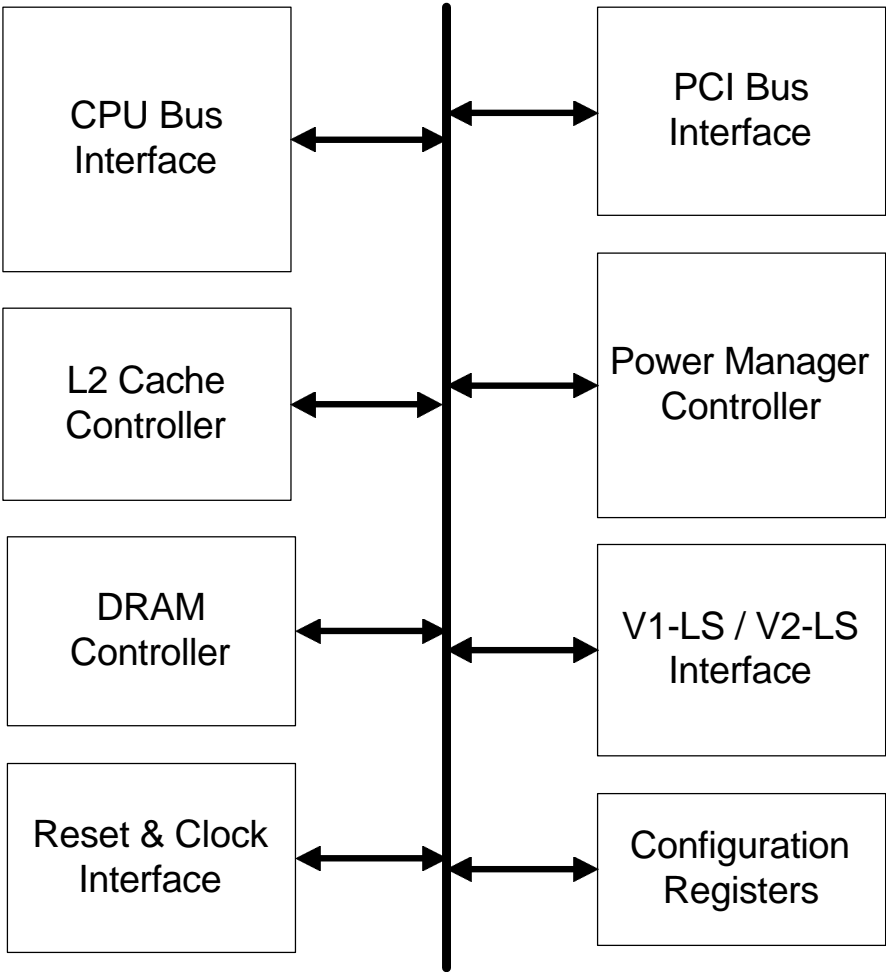 CPU Bus
Interface
PCI Bus
Interface
L2 Cache
Controller
Power Manager
Controller
DRAM
Controller
V1-LS / V2-LS
Interface
Reset & Clock
Interface
Configuration
Registers